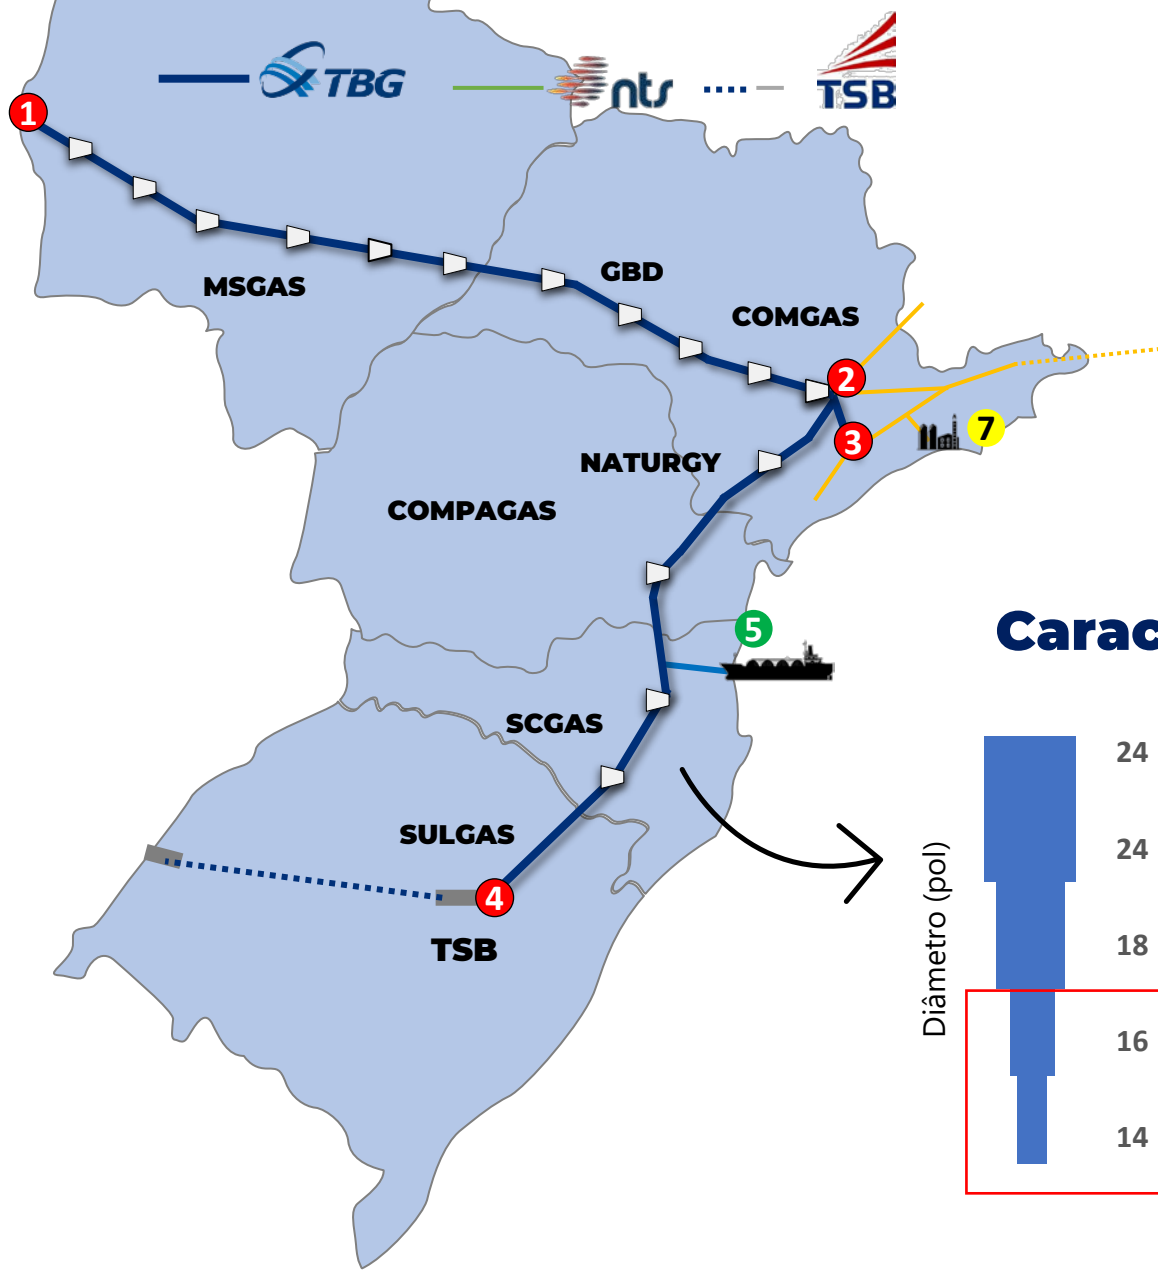 TBG
nts
TSB
1
MSGAS
GBD
COMGAS
2
3
7
NATURGY
COMPAGAS
5
SCGAS
SULGAS
4
TSB
Carac
Diâmetro (pol)
24
24
18
16
14